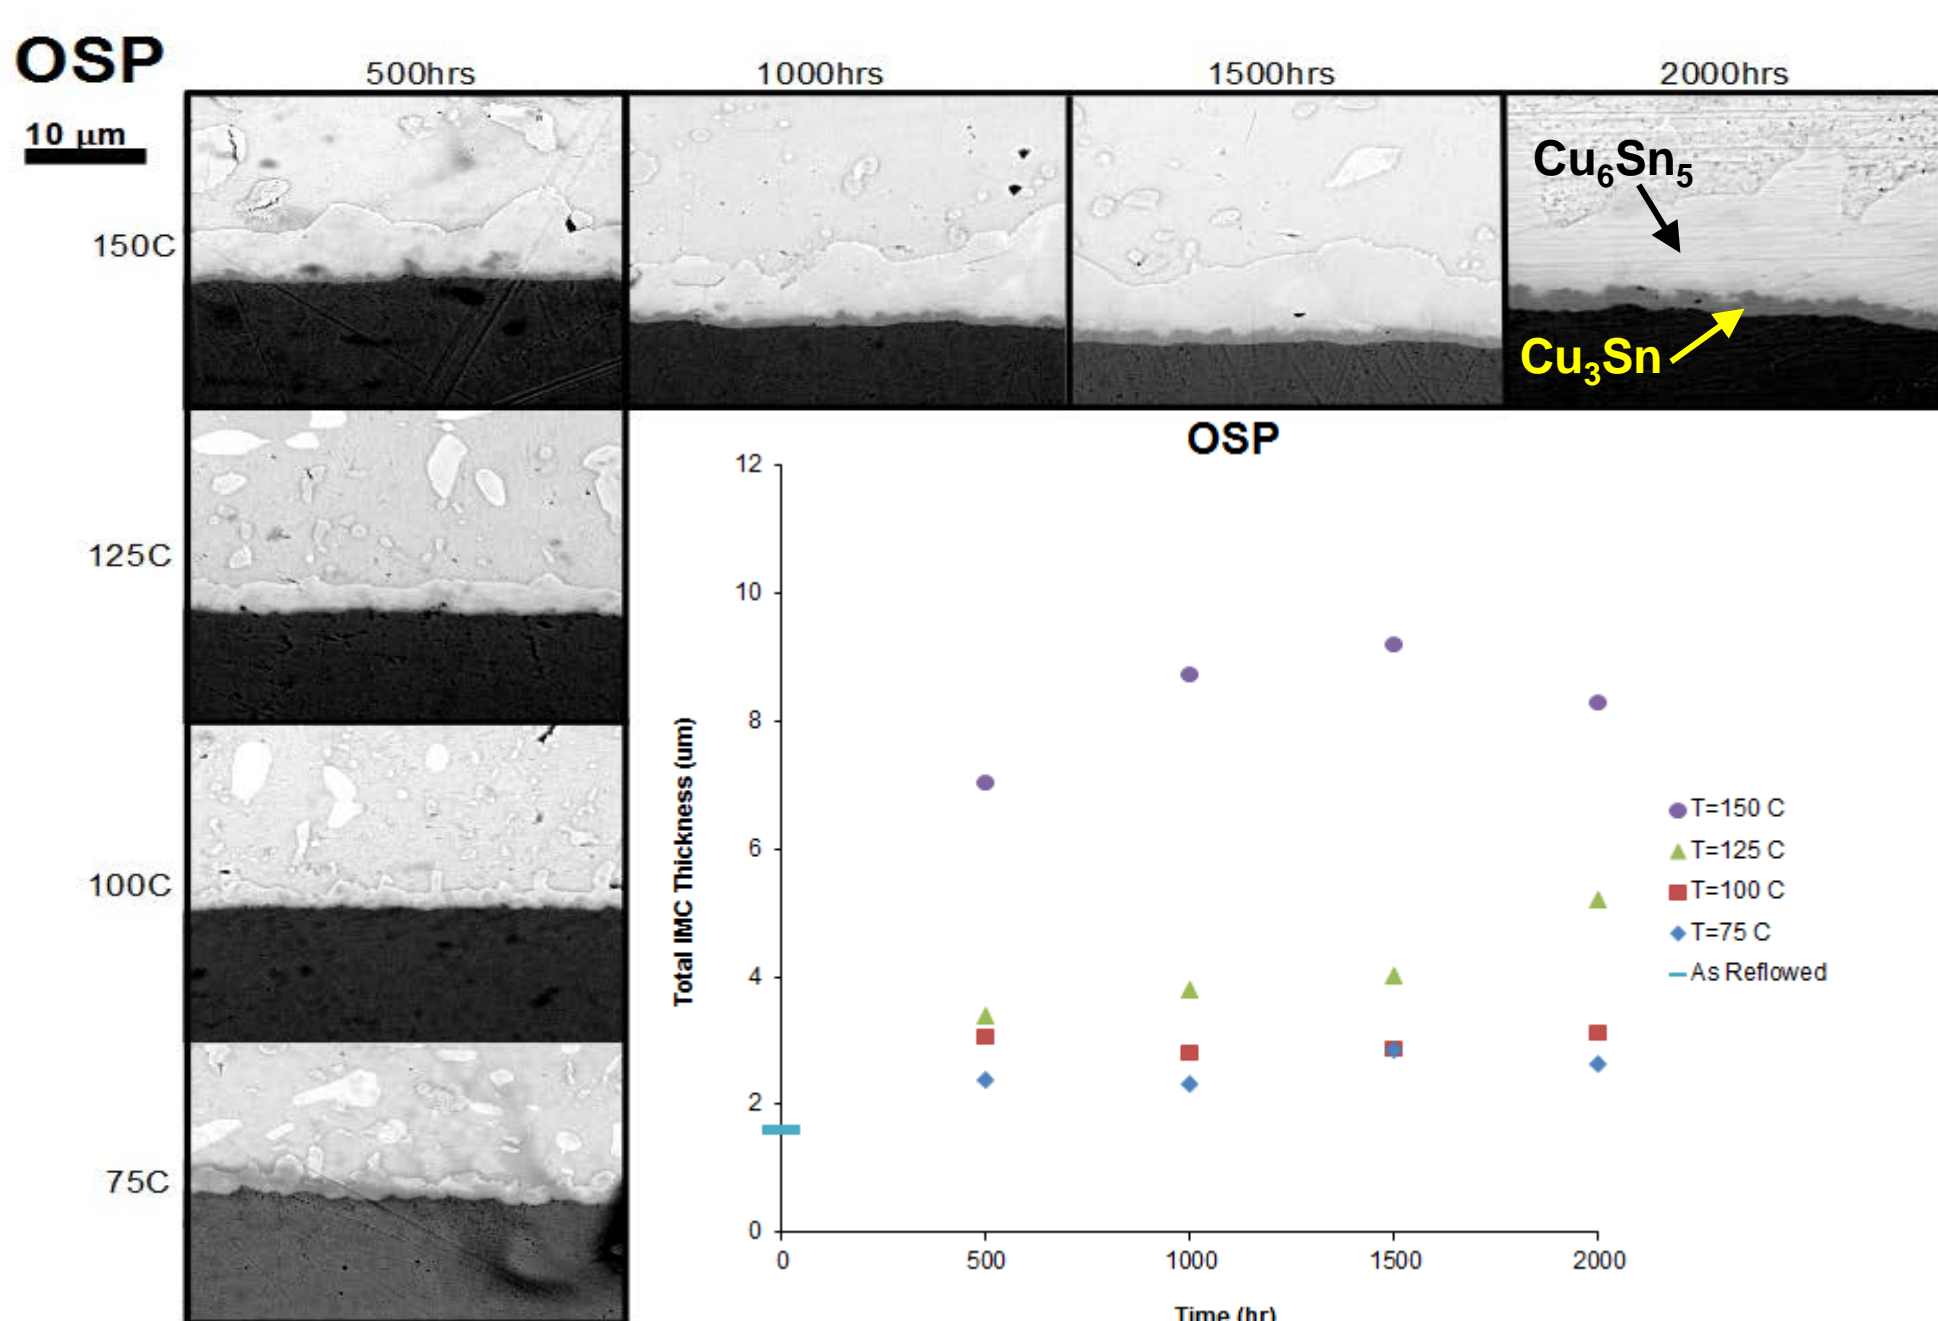 OSP
500hrs 1000hrs 1500hrs 2000hrs
10 µm
150C
Cu₆Sn₅
Cu₃Sn
125C
100C
75C
OSP
12
10
8
6
4
2
0
Total IMC Thickness (um)
0 500 1000 1500 2000
Time (hr)
T=150 C
T=125 C
T=100 C
T=75 C
As Reflowed